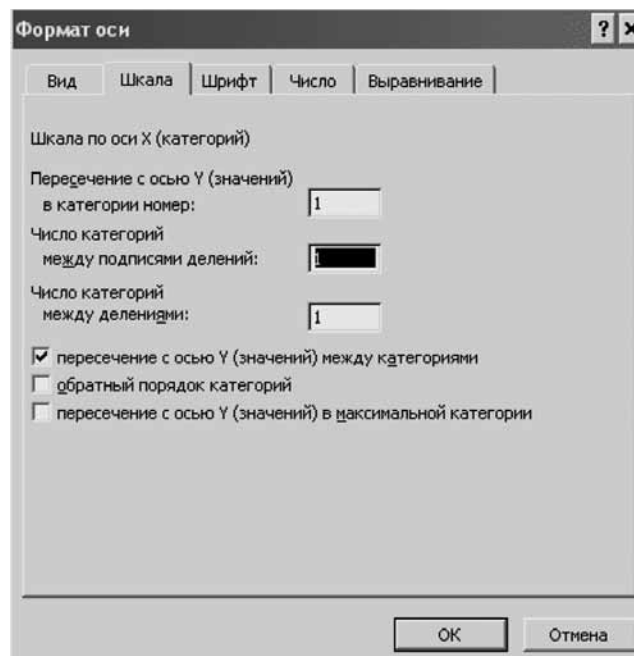 Формат оси
Вид Шкала Шрифт Число Выравнивание
Шкала по оси X (категорий)
Пересечение с осью Y (значений)
в категории номер: 1
Число категорий
между подписями делений: 1
Число категорий
между делениями: 1
пересечение с осью Y (значений) между категориями
обратный порядок категорий
пересечение с осью Y (значений) в максимальной категории
ОК Отмена